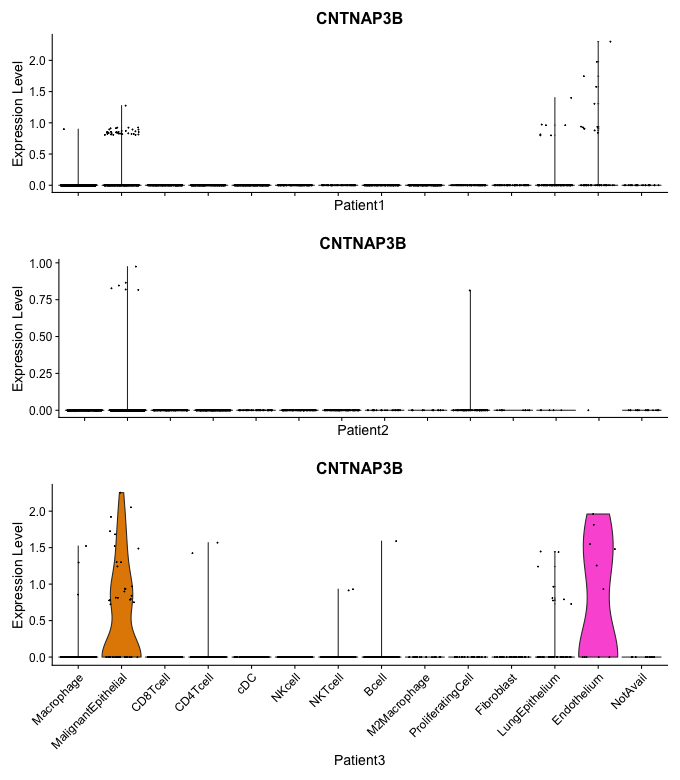 CNTNAP3B
Expression Level
2.0
1.5
1.0
0.5
0.0
Patient1
CNTNAP3B
Expression Level
1.00
0.75
0.50
0.25
0.00
Patient2
CNTNAP3B
Expression Level
2.0
1.5
1.0
0.5
0.0
Macrophage
MalignantEpithelial
CD8Tcell
CD4Tcell
cDC
NKcell
NKTcell
Bcell
M2Macrophage
ProliferatingCell
Fibroblast
LungEpithelium
Endothelium
NotAvail
Patient3